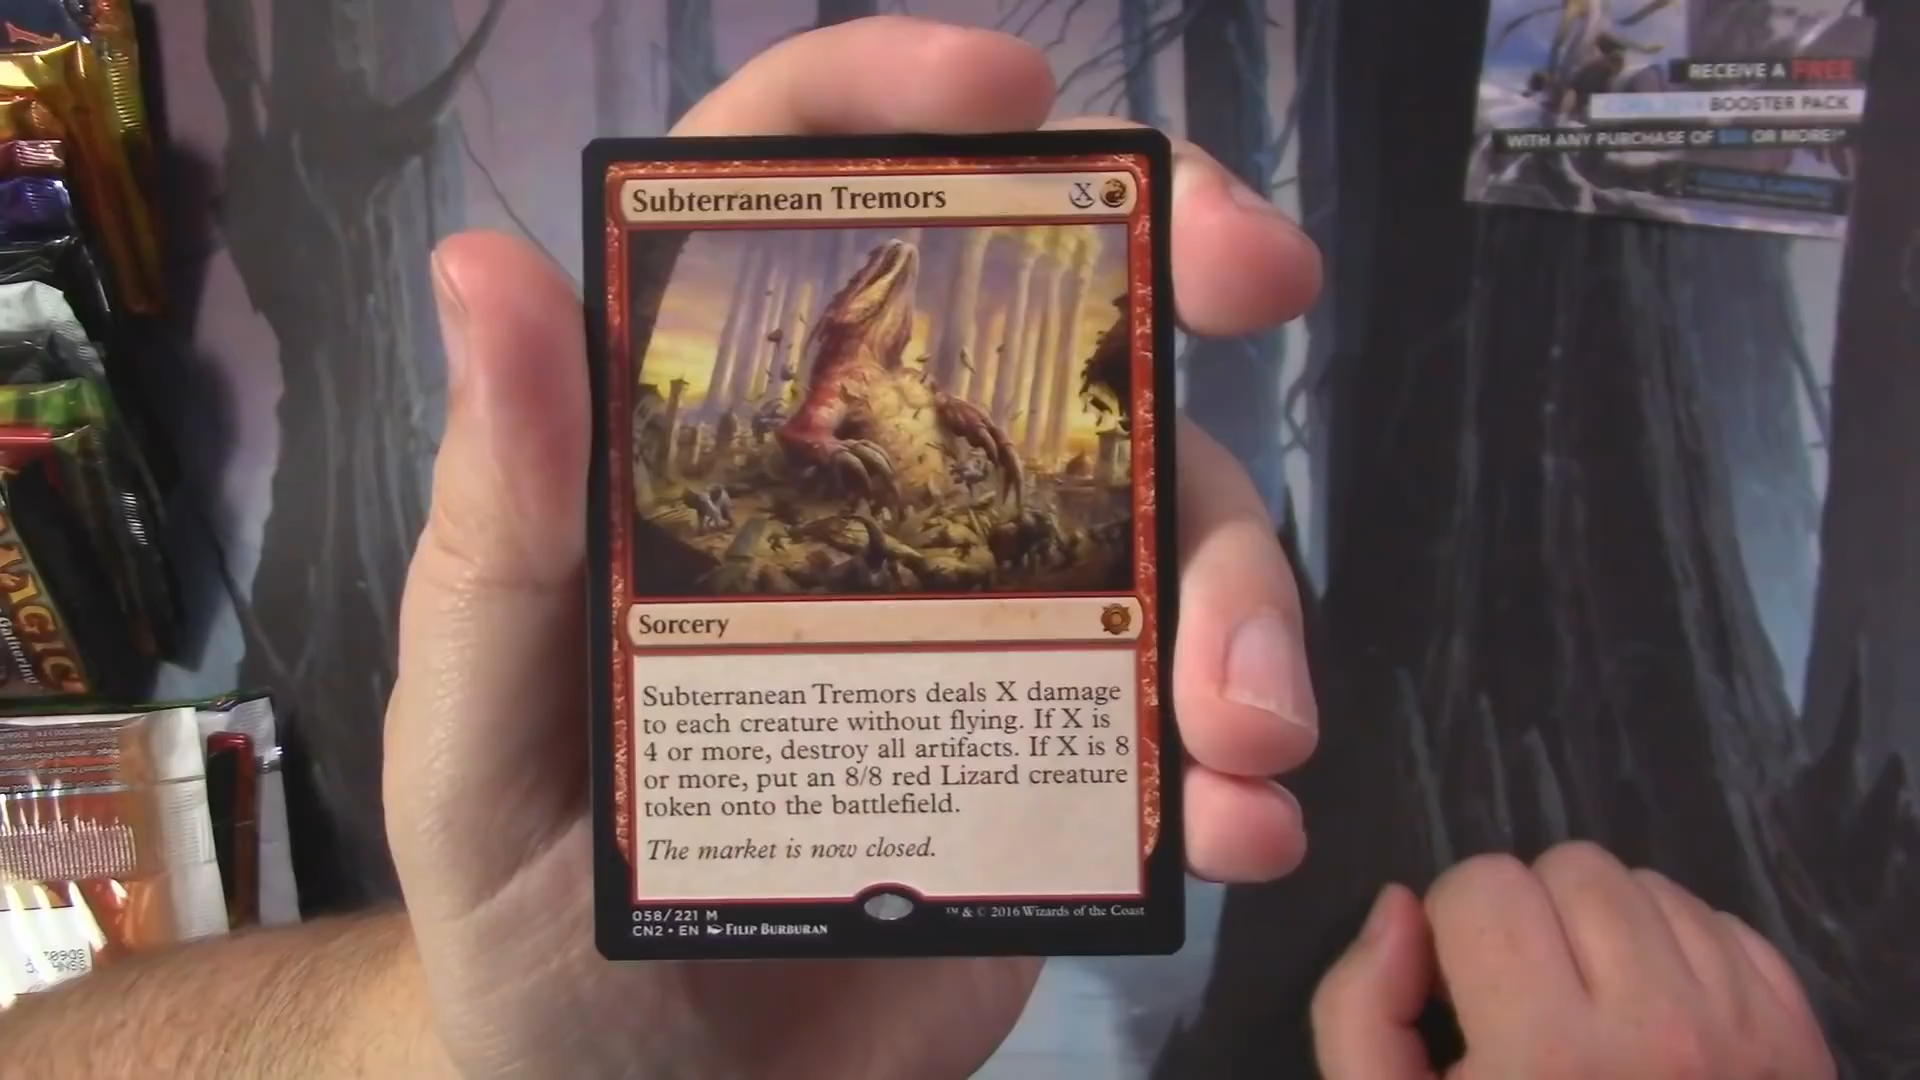 RECEIVE A FREE
BOOSTER PACK
WITH ANY PURCHASE OF OR MORE!*
Subterranean Tremors X
Sorcery
Subterranean Tremors deals X damage
to each creature without flying. If X is
4 or more, destroy all artifacts. If X is 8
or more, put an 8/8 red Lizard creature
token onto the battlefield.
The market is now closed.
058/221 M
CN2 • EN Filip Burburan
™ & © 2016 Wizards of the Coast
MAGIC
Gathering